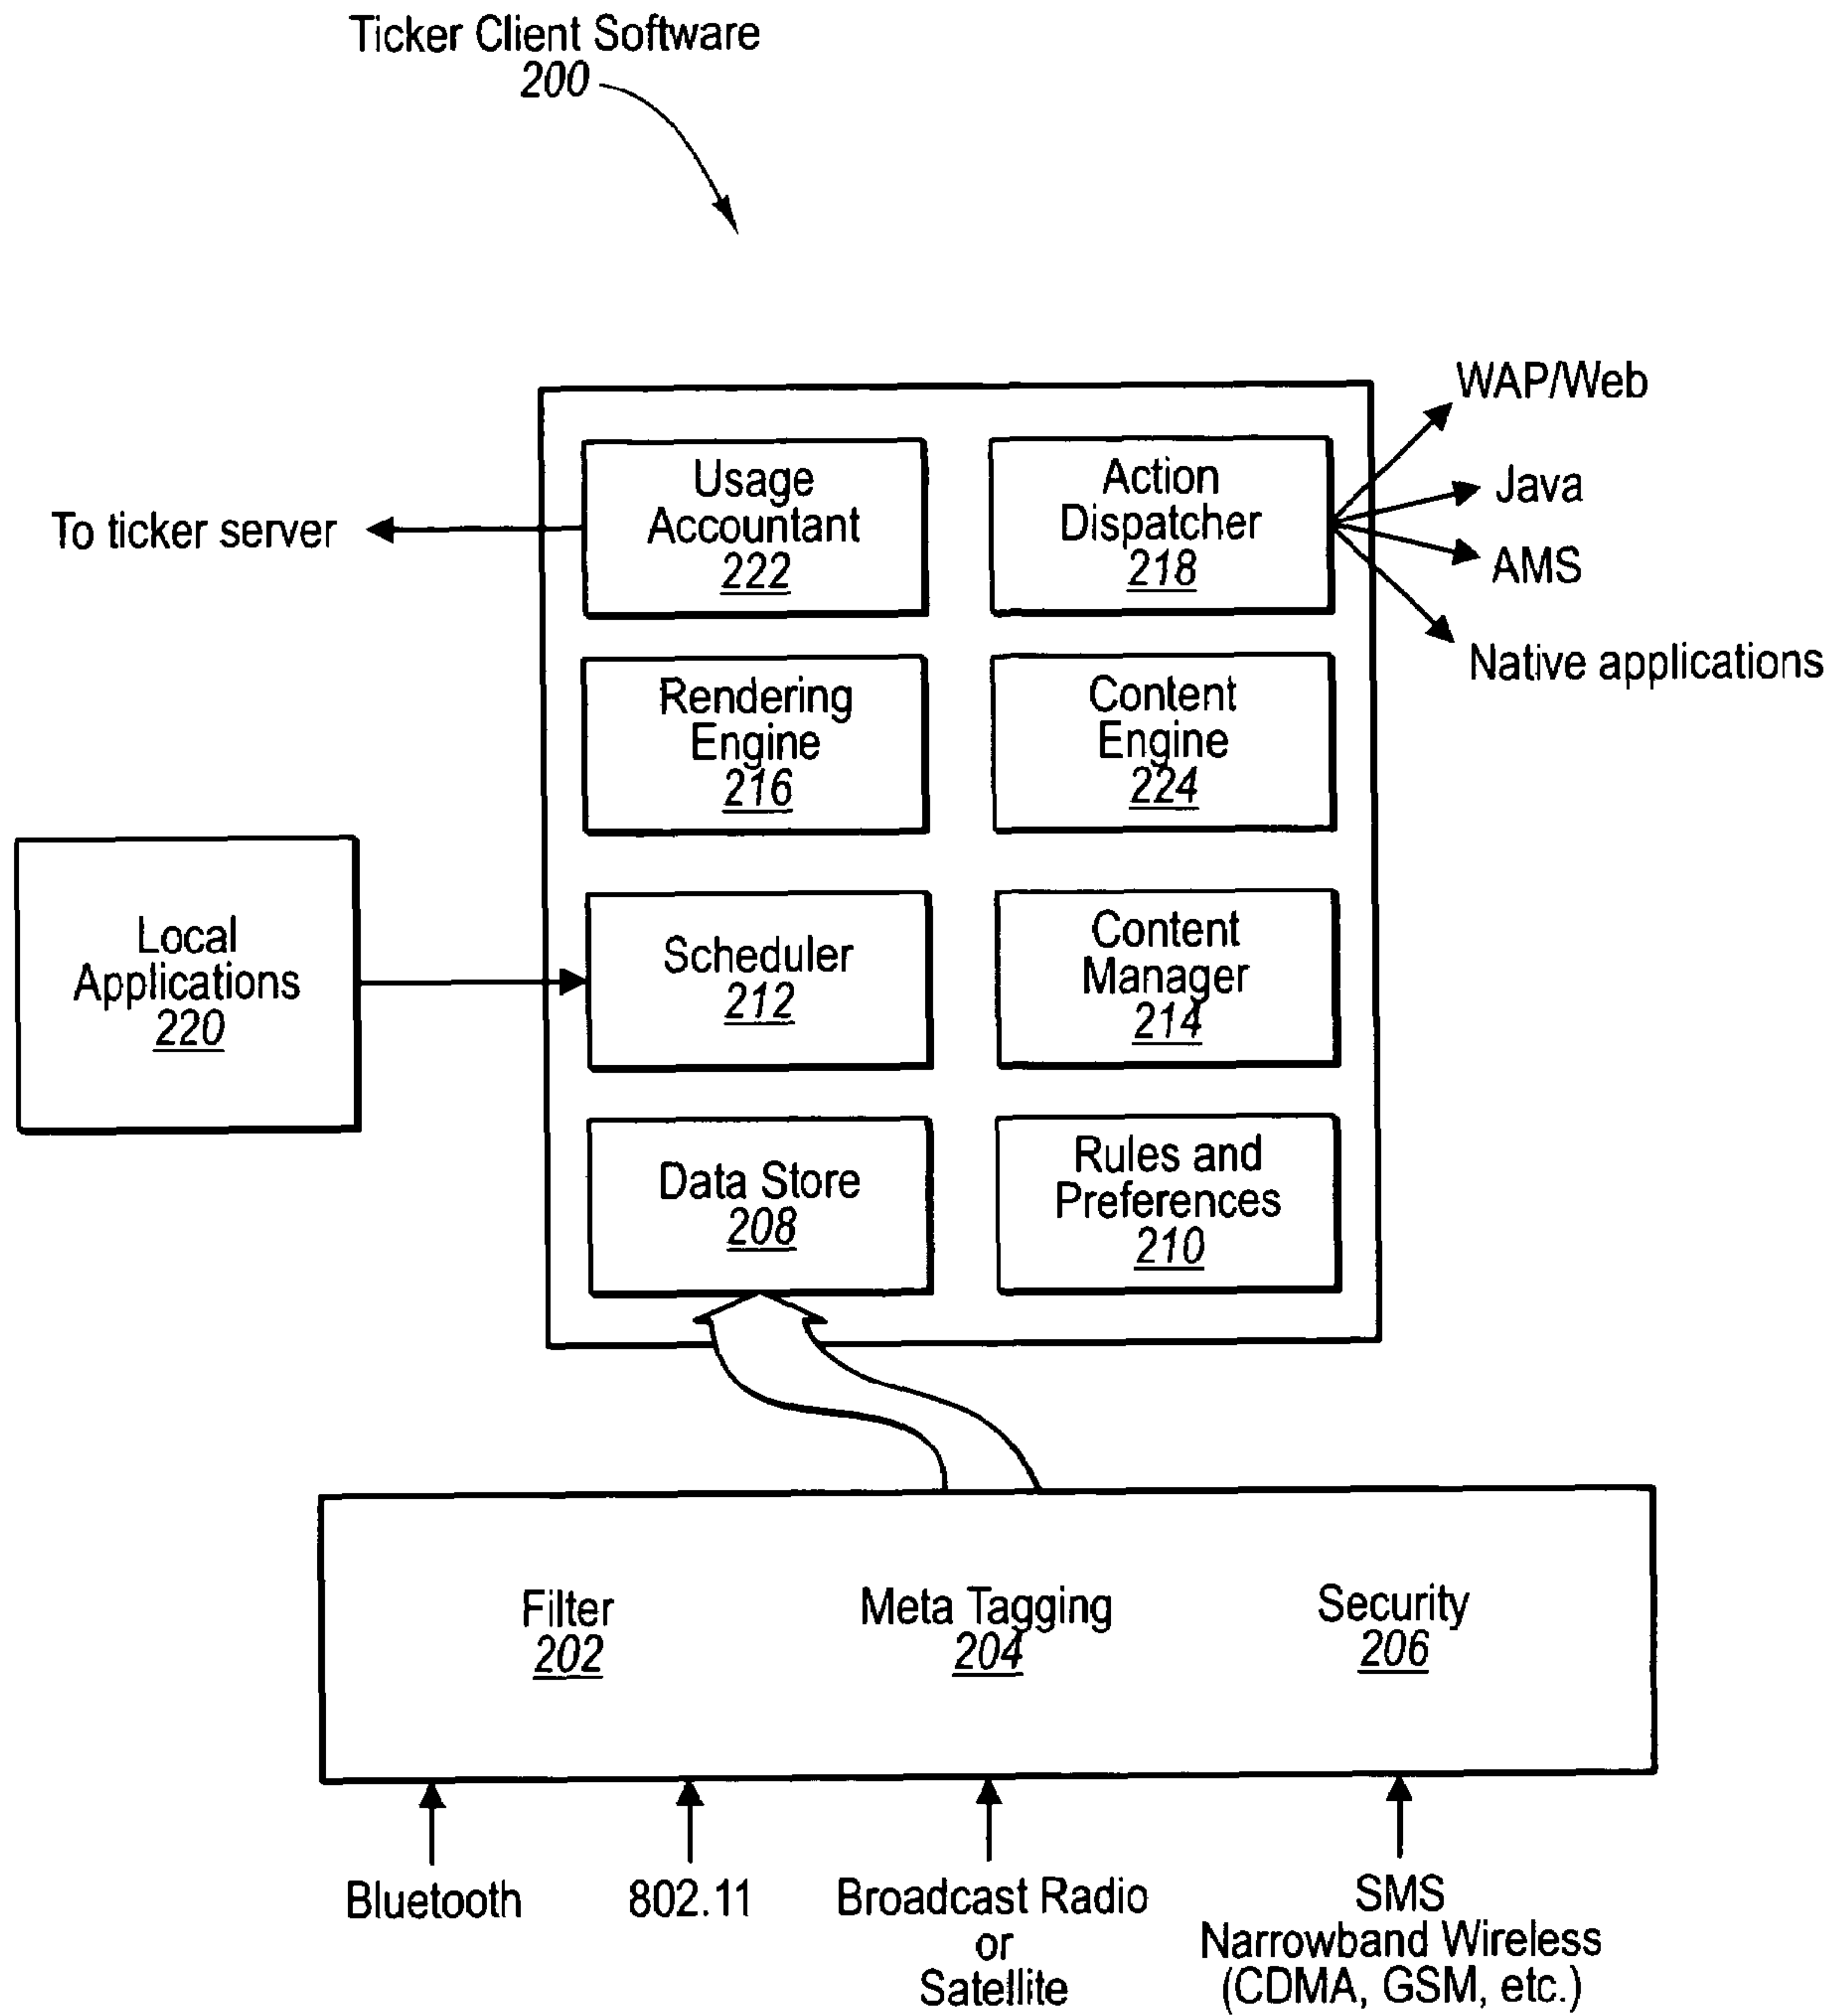 Ticker Client Software
200
WAP/Web
Java
AMS
Native applications
To ticker server
Usage
Accountant
222
Action
Dispatcher
218
Rendering
Engine
216
Content
Engine
224
Local
Applications
220
Scheduler
212
Content
Manager
214
Data Store
208
Rules and
Preferences
210
Filter
202
Meta Tagging
204
Security
206
Bluetooth
802.11
Broadcast Radio
or
Satellite
SMS
Narrowband Wireless
(CDMA, GSM, etc.)